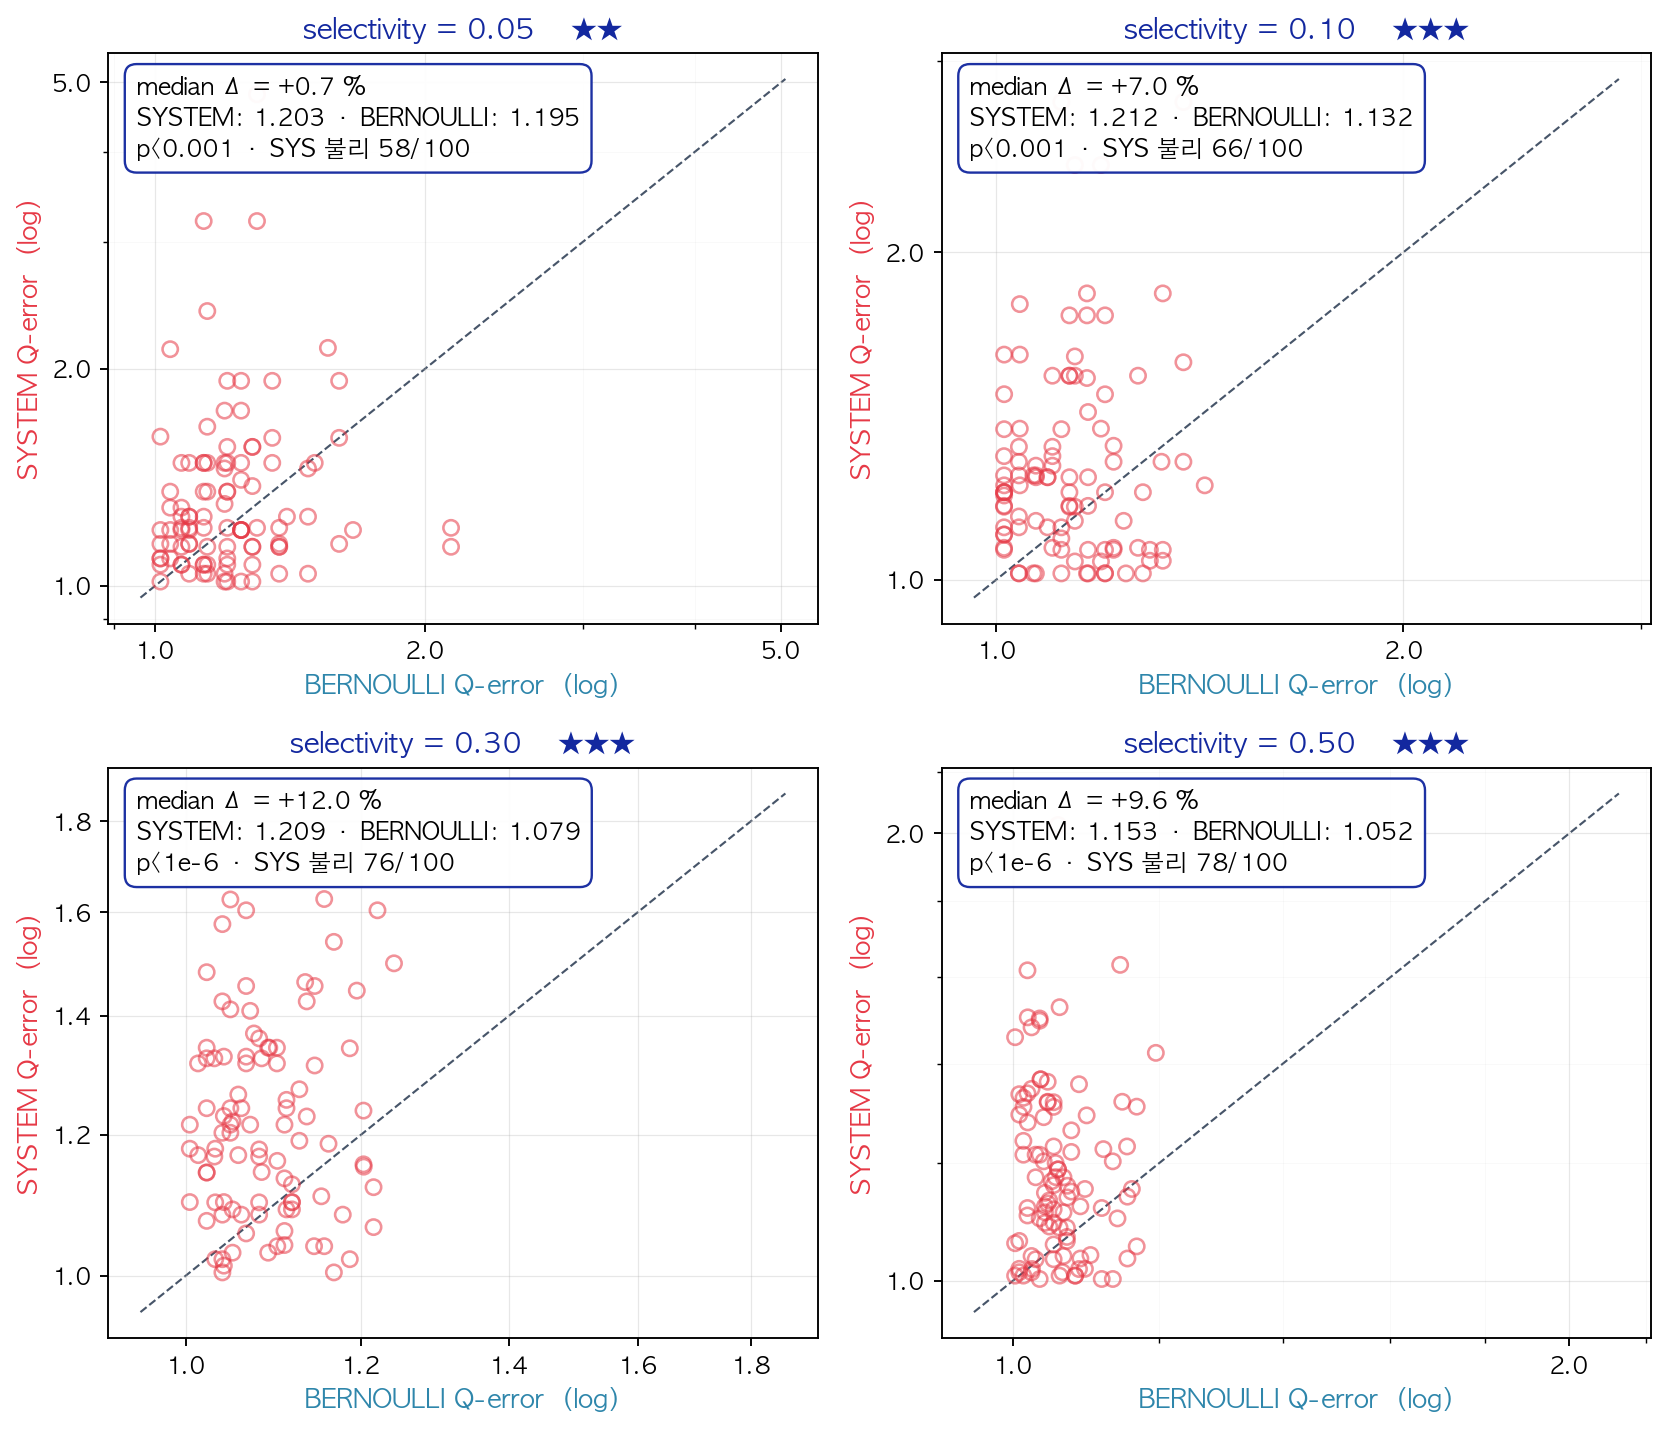 selectivity = 0.05 ★★
5.0
2.0
1.0
median Δ = +0.7 %
SYSTEM: 1.203 · BERNOULLI: 1.195
p<0.001 · SYS 불리 58/100
SYSTEM Q-error (log)
1.0 2.0 5.0
BERNOULLI Q-error (log)
selectivity = 0.10 ★★★
2.0
1.0
median Δ = +7.0 %
SYSTEM: 1.212 · BERNOULLI: 1.132
p<0.001 · SYS 불리 66/100
SYSTEM Q-error (log)
1.0 2.0
BERNOULLI Q-error (log)
selectivity = 0.30 ★★★
1.8
1.6
1.4
1.2
1.0
median Δ = +12.0 %
SYSTEM: 1.209 · BERNOULLI: 1.079
p<1e-6 · SYS 불리 76/100
SYSTEM Q-error (log)
1.0 1.2 1.4 1.6 1.8
BERNOULLI Q-error (log)
selectivity = 0.50 ★★★
2.0
1.0
median Δ = +9.6 %
SYSTEM: 1.153 · BERNOULLI: 1.052
p<1e-6 · SYS 불리 78/100
SYSTEM Q-error (log)
1.0 2.0
BERNOULLI Q-error (log)